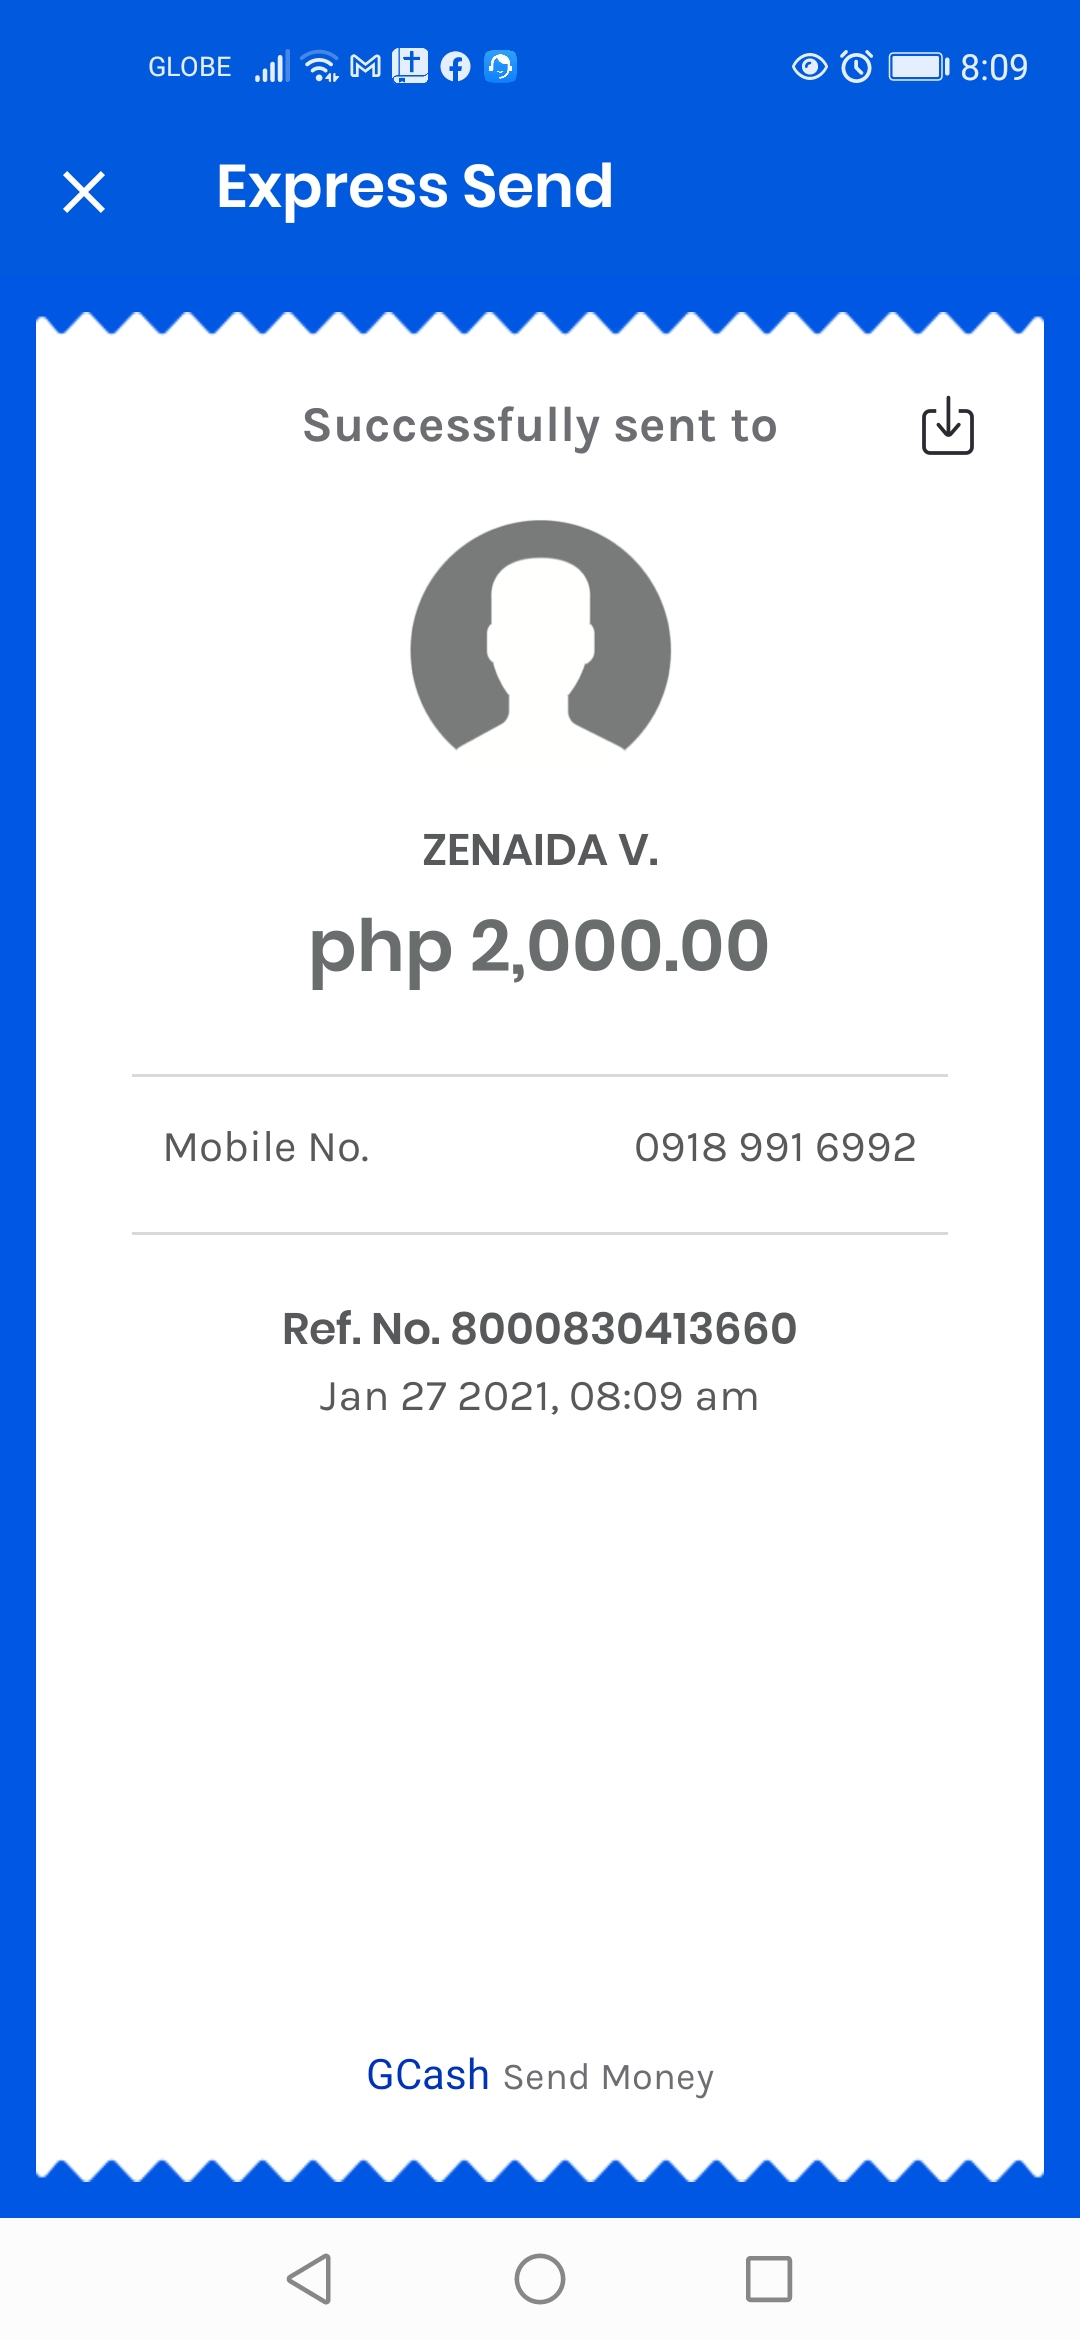 GLOBE 8:09
Express Send
Successfully sent to
ZENAIDA V.
php 2,000.00
Mobile No. 0918 991 6992
Ref. No. 8000830413660
Jan 27 2021, 08:09 am
GCash Send Money